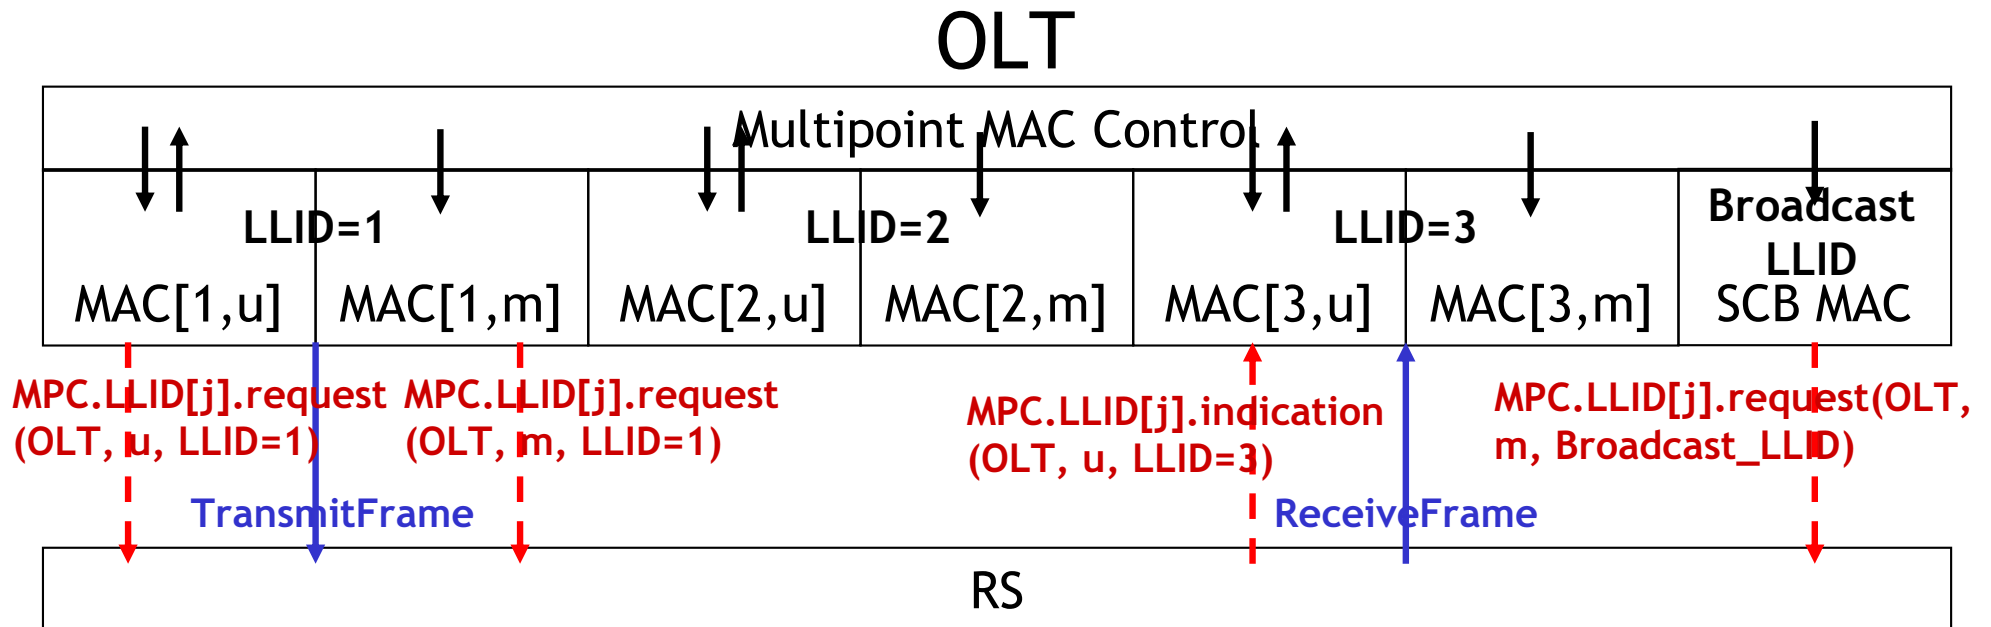 OLT
Multipoint MAC Control
LLID=1
LLID=2
LLID=3
Broadcast
LLID
MAC[1,u]
MAC[1,m]
MAC[2,u]
MAC[2,m]
MAC[3,u]
MAC[3,m]
SCB MAC
MPC.LLID[j].request
(OLT, u, LLID=1)
MPC.LLID[j].request
(OLT, m, LLID=1)
MPC.LLID[j].indication
(OLT, u, LLID=3)
MPC.LLID[j].request(OLT,
m, Broadcast_LLID)
TransmitFrame
ReceiveFrame
RS